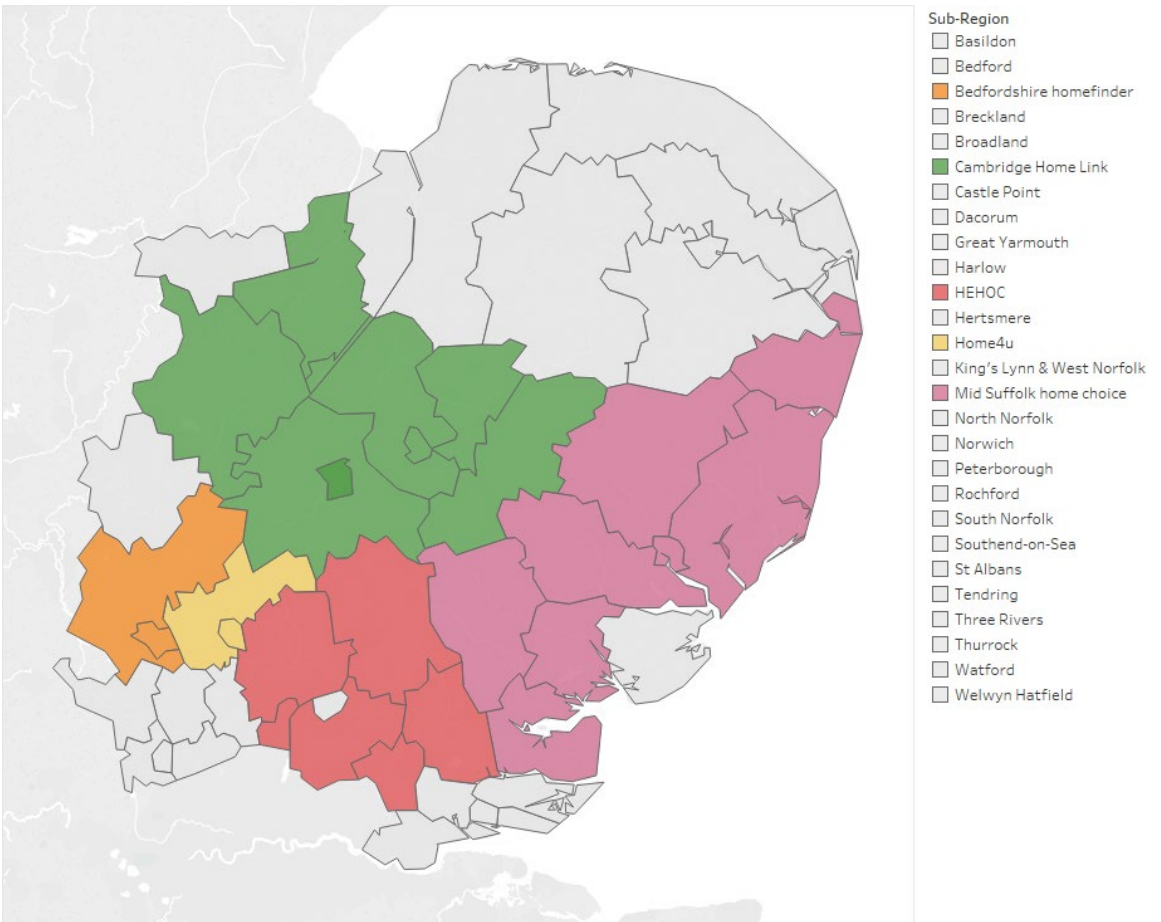 Sub-Region
Basildon
Bedford
Bedfordshire homefinder
Breckland
Broadland
Cambridge Home Link
Castle Point
Dacorum
Great Yarmouth
Harlow
HEHOC
Hertsmere
Home4u
King's Lynn & West Norfolk
Mid Suffolk home choice
North Norfolk
Norwich
Peterborough
Rochford
South Norfolk
Southend-on-Sea
St Albans
Tendring
Three Rivers
Thurrock
Watford
Welwyn Hatfield